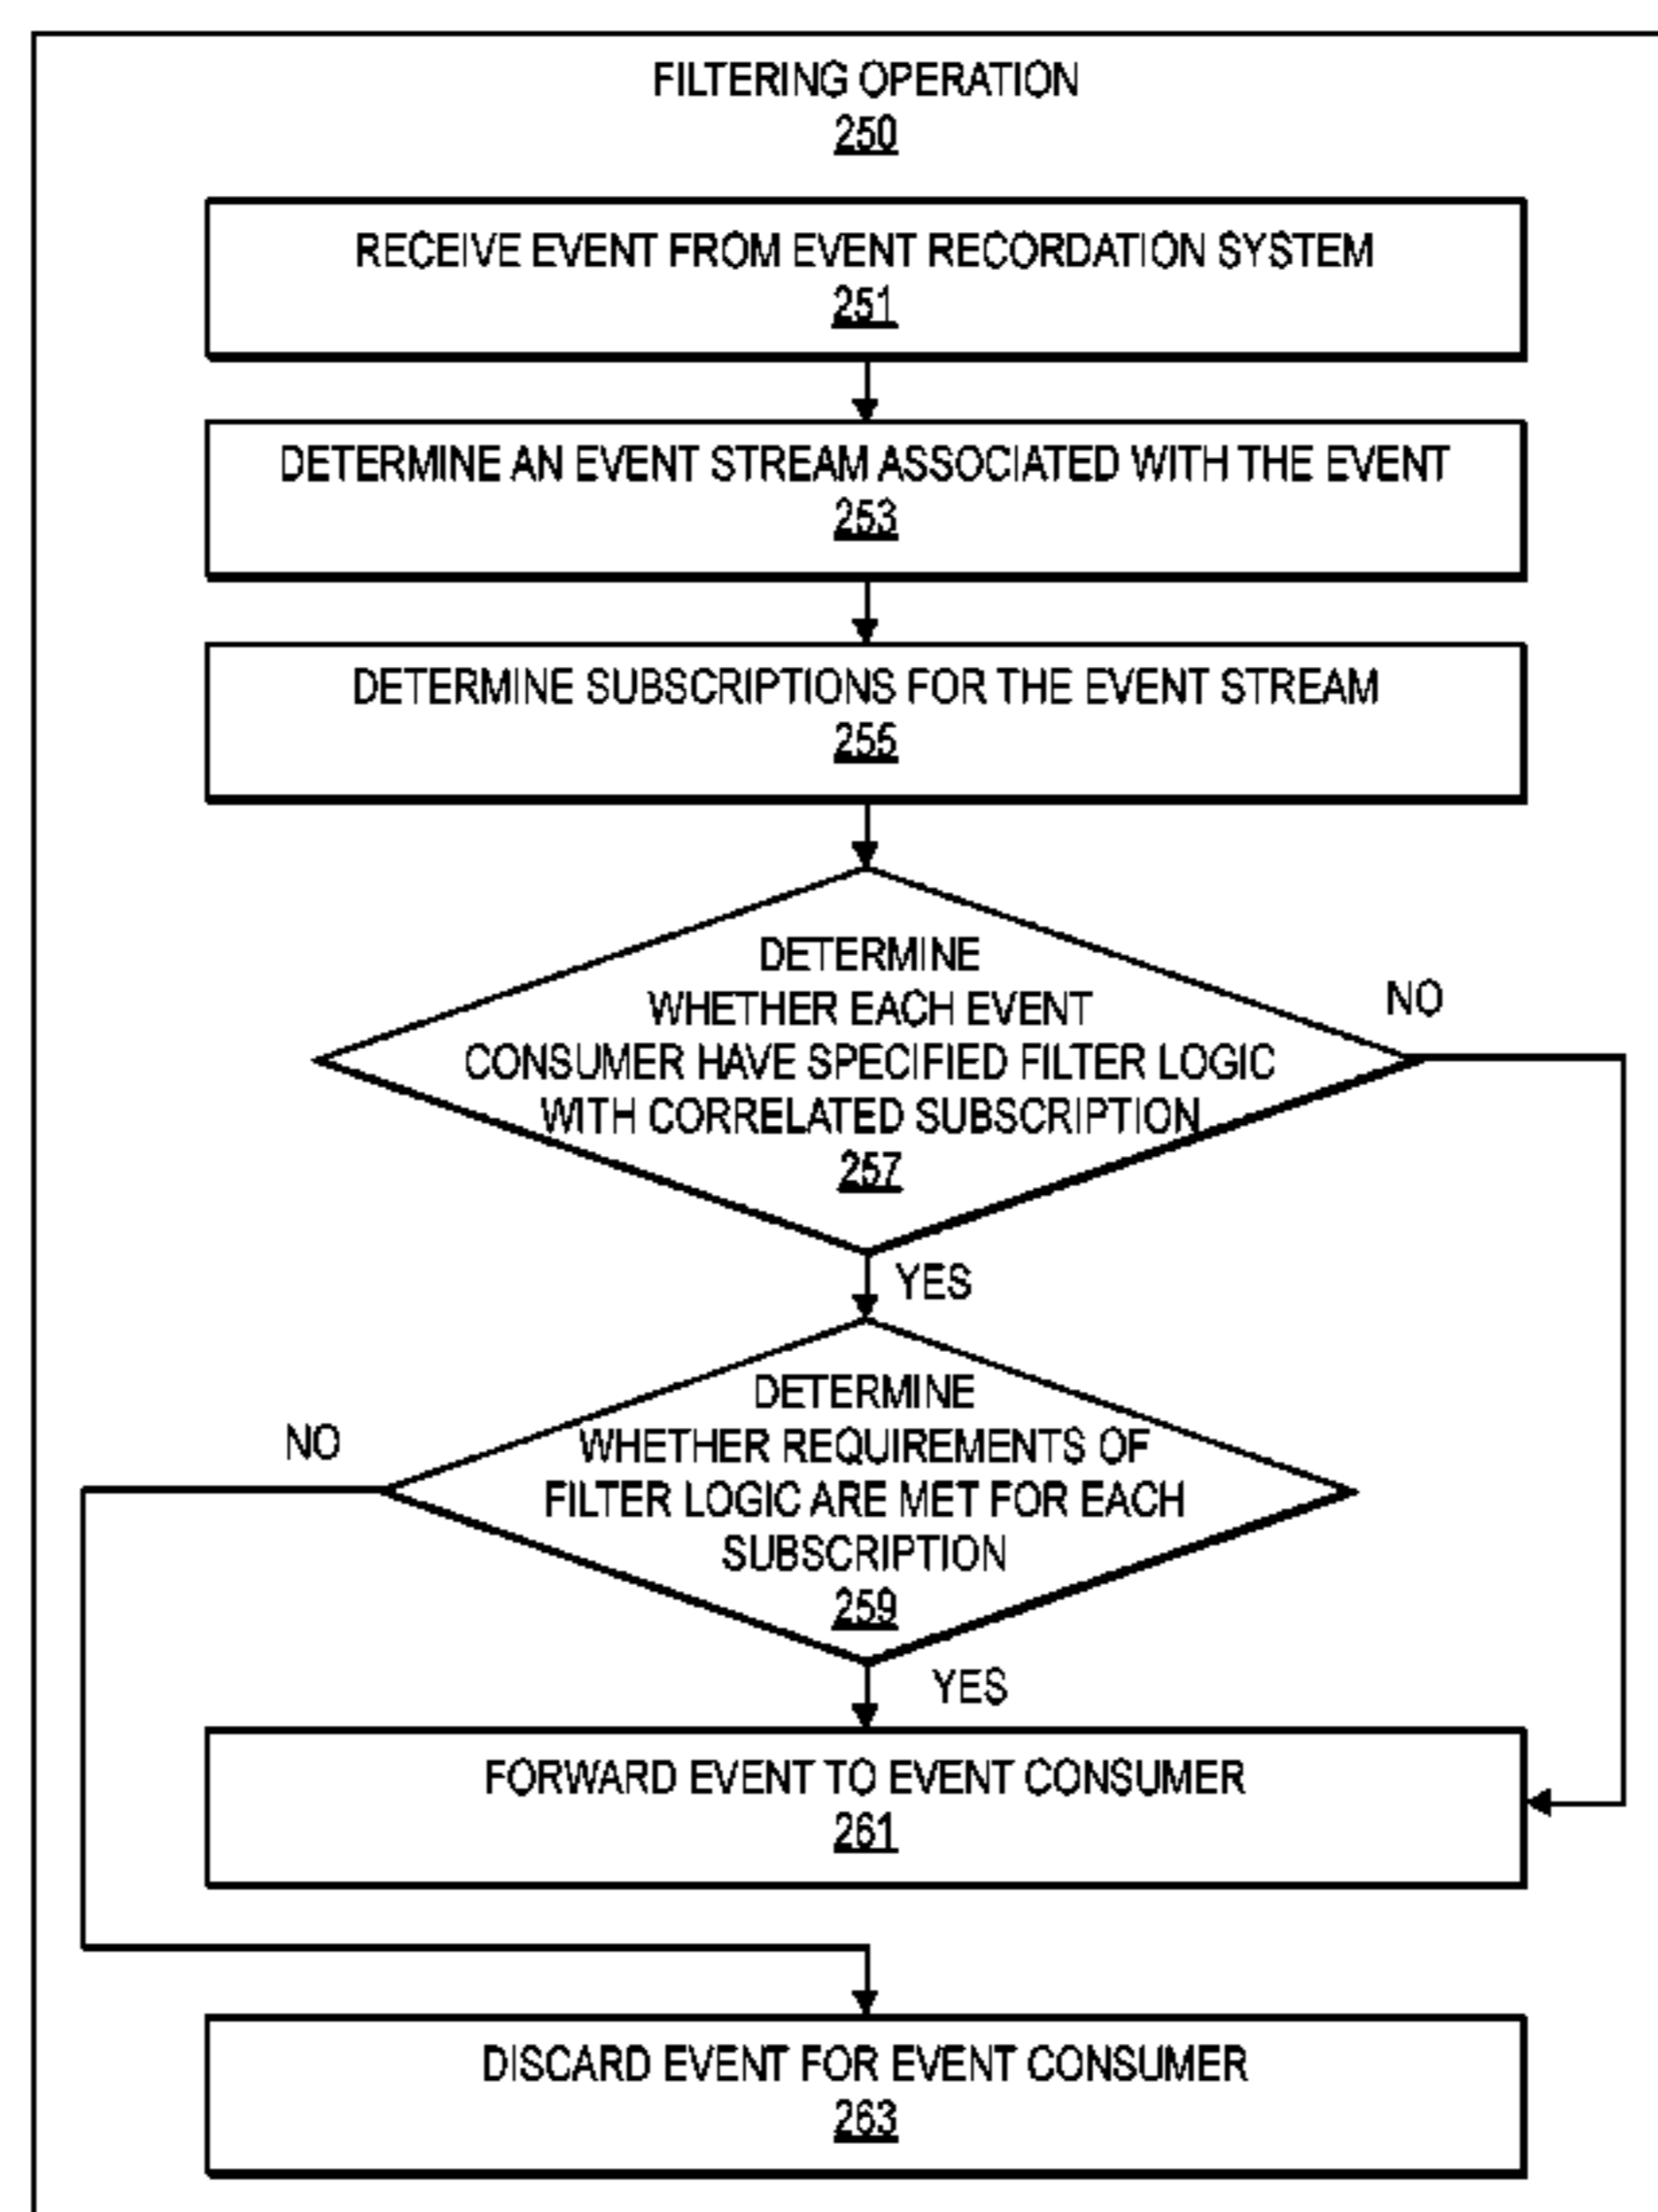 FILTERING OPERATION
250
RECEIVE EVENT FROM EVENT RECORDATION SYSTEM
251
DETERMINE AN EVENT STREAM ASSOCIATED WITH THE EVENT
253
DETERMINE SUBSCRIPTIONS FOR THE EVENT STREAM
255
DETERMINE
WHETHER EACH EVENT
CONSUMER HAVE SPECIFIED FILTER LOGIC
WITH CORRELATED SUBSCRIPTION
257
NO
YES
DETERMINE
WHETHER REQUIREMENTS OF
FILTER LOGIC ARE MET FOR EACH
SUBSCRIPTION
259
NO
YES
FORWARD EVENT TO EVENT CONSUMER
261
DISCARD EVENT FOR EVENT CONSUMER
263